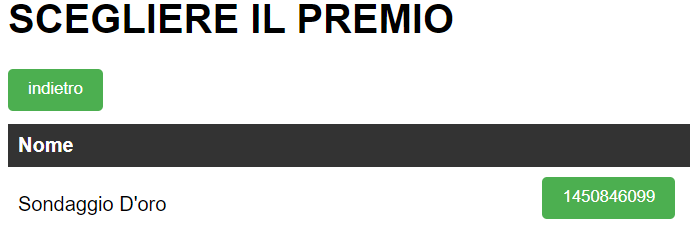 SCEGLIERE IL PREMIO
indietro
Nome
Sondaggio D'oro
1450846099